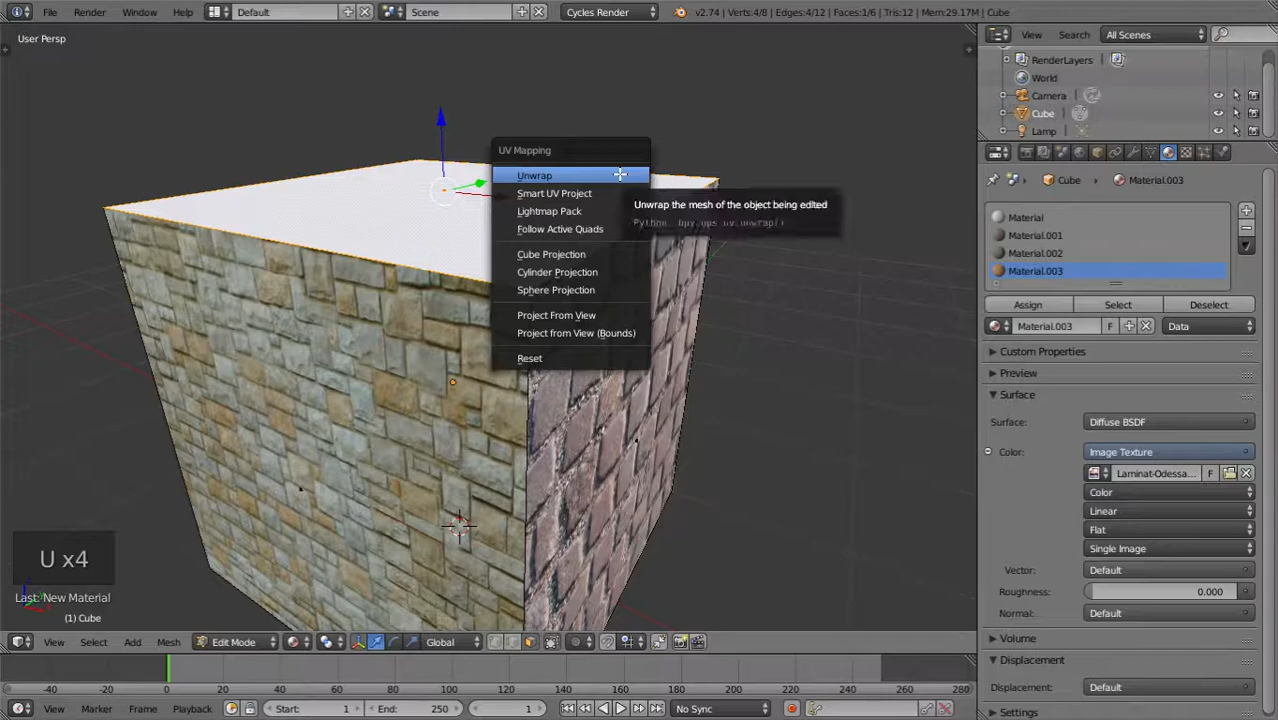 File Render Window Help Default Scene Cycles Render v2.74 | Verts:4/8 | Edges:4/12 | Faces:1/6 | Tris:12 | Mem:29.17M | Cube
User Persp
View Search All Scenes
RenderLayers
World
Camera
Cube
Lamp
Cube Material.003
Material
Material.001
Material.002
Material.003
Assign Select Deselect
Material.003 F Data
Custom Properties
Preview
Surface
Surface: Diffuse BSDF
Color: Image Texture
Laminat-Odessa... F
Color
Linear
Flat
Single Image
Vector: Default
Roughness: 0.000
Normal: Default
Volume
Displacement
Displacement: Default
Settings
UV Mapping
Unwrap
Smart UV Project
Lightmap Pack
Follow Active Quads
Cube Projection
Cylinder Projection
Sphere Projection
Project From View
Project from View (Bounds)
Reset
Unwrap the mesh of the object being edited
Python: bpy.ops.uv.unwrap()
U x4
Last: New Material
(1) Cube
View Select Add Mesh Edit Mode Global
-40 -20 0 20 40 60 80 100 120 140 160 180 200 220 240 260 280
View Marker Frame Playback Start: 1 End: 250 1 No Sync